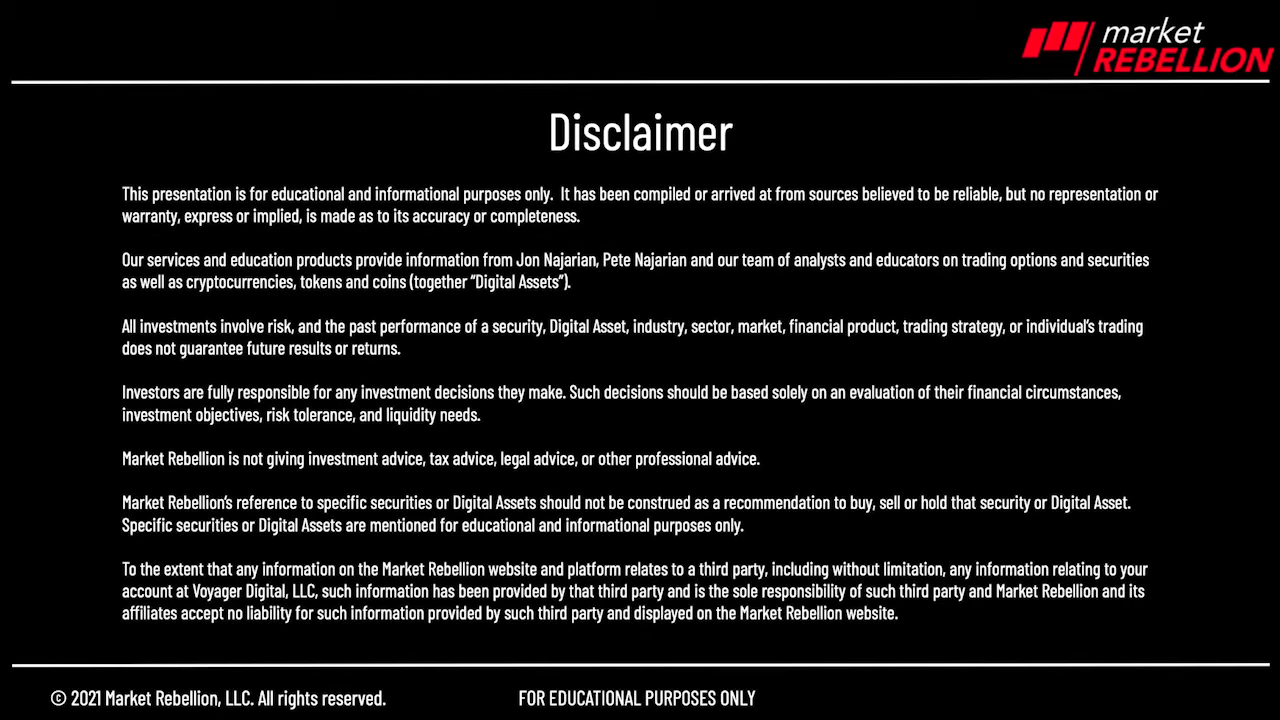 market
REBELLION
Disclaimer
This presentation is for educational and informational purposes only.  It has been compiled or arrived at from sources believed to be reliable, but no representation or
warranty, express or implied, is made as to its accuracy or completeness.
Our services and education products provide information from Jon Najarian, Pete Najarian and our team of analysts and educators on trading options and securities
as well as cryptocurrencies, tokens and coins (together “Digital Assets”).
All investments involve risk, and the past performance of a security, Digital Asset, industry, sector, market, financial product, trading strategy, or individual’s trading
does not guarantee future results or returns.
Investors are fully responsible for any investment decisions they make. Such decisions should be based solely on an evaluation of their financial circumstances,
investment objectives, risk tolerance, and liquidity needs.
Market Rebellion is not giving investment advice, tax advice, legal advice, or other professional advice.
Market Rebellion’s reference to specific securities or Digital Assets should not be construed as a recommendation to buy, sell or hold that security or Digital Asset.
Specific securities or Digital Assets are mentioned for educational and informational purposes only.
To the extent that any information on the Market Rebellion website and platform relates to a third party, including without limitation, any information relating to your
account at Voyager Digital, LLC, such information has been provided by that third party and is the sole responsibility of such third party and Market Rebellion and its
affiliates accept no liability for such information provided by such third party and displayed on the Market Rebellion website.
© 2021 Market Rebellion, LLC. All rights reserved.
FOR EDUCATIONAL PURPOSES ONLY